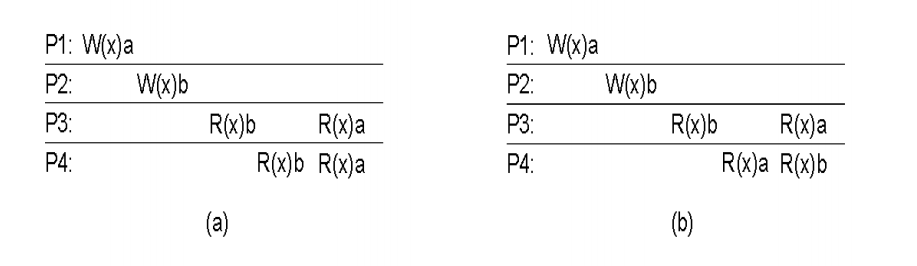 P1: W(x)a
P2: W(x)b
P3: R(x)b R(x)a
P4: R(x)b R(x)a
(a)
P1: W(x)a
P2: W(x)b
P3: R(x)b R(x)a
P4: R(x)a R(x)b
(b)